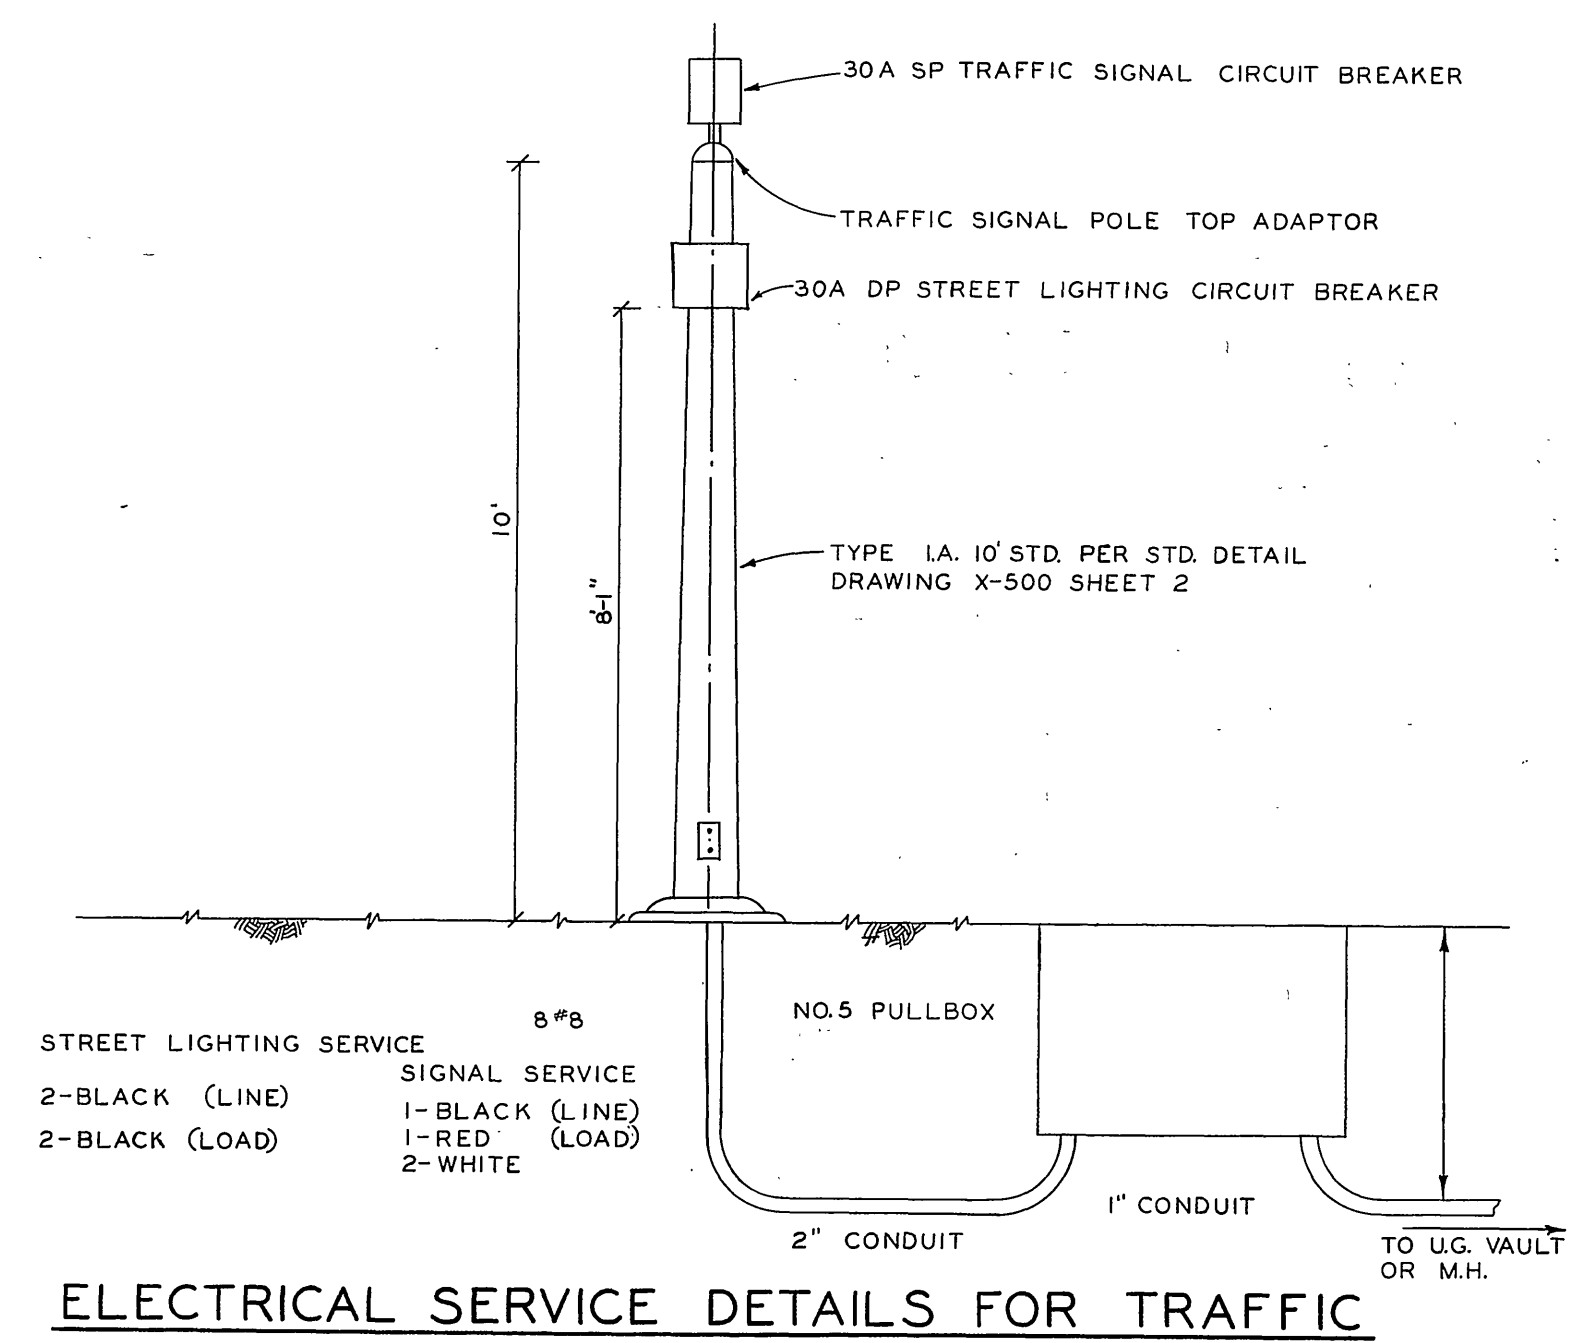 30A SP TRAFFIC SIGNAL CIRCUIT BREAKER
TRAFFIC SIGNAL POLE TOP ADAPTOR
30A DP STREET LIGHTING CIRCUIT BREAKER
10'
8'-1"
TYPE I.A. 10' STD. PER STD. DETAIL
DRAWING X-500 SHEET 2
NO.5 PULLBOX
8#8
STREET LIGHTING SERVICE
2-BLACK (LINE)
2-BLACK (LOAD)
SIGNAL SERVICE
1-BLACK (LINE)
1-RED (LOAD)
2-WHITE
2" CONDUIT
1" CONDUIT
TO U.G. VAULT
OR M.H.
ELECTRICAL SERVICE DETAILS FOR TRAFFIC